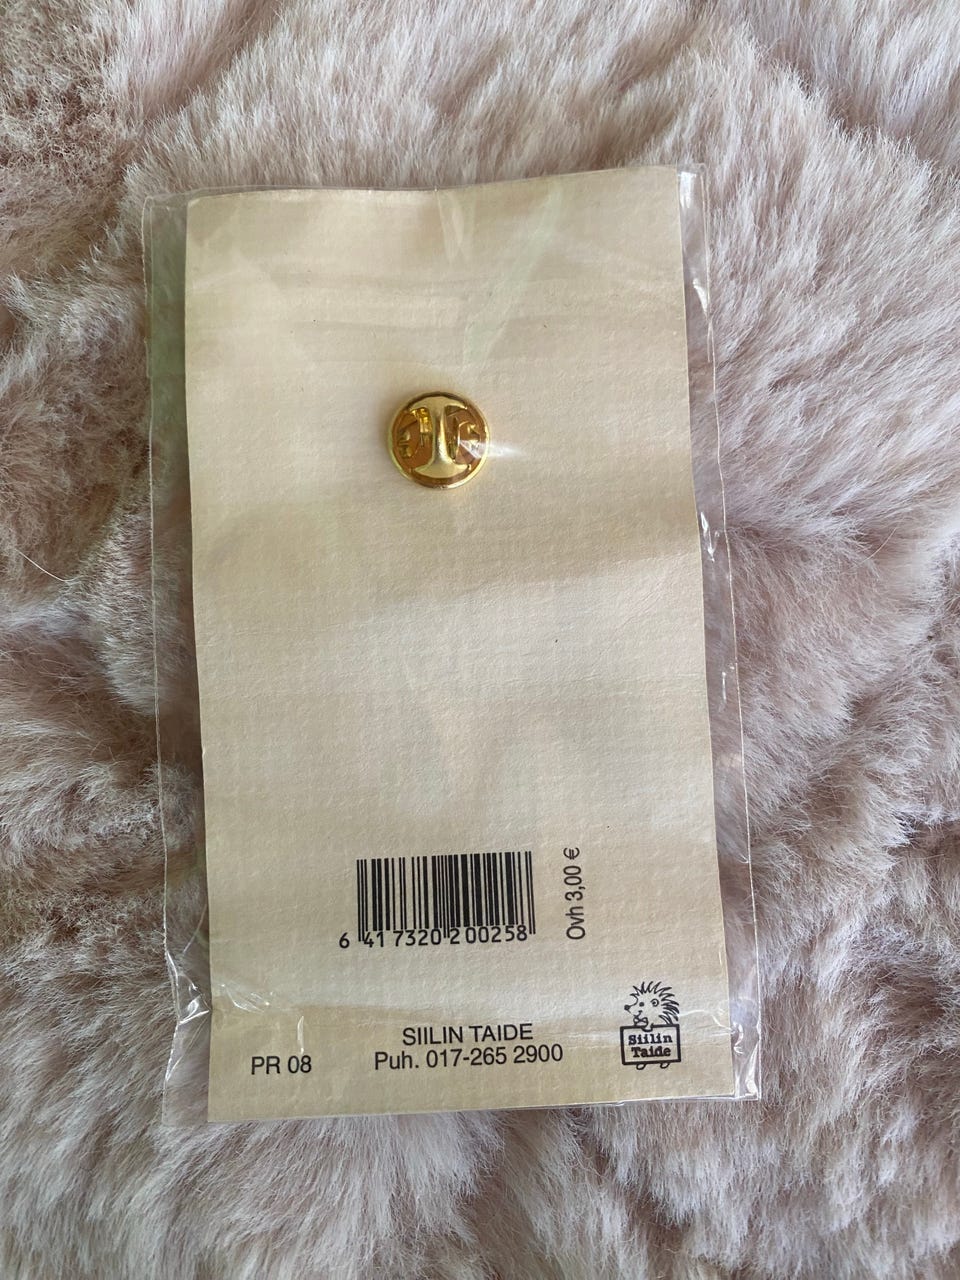 6 417320 200258
Ovh 3,00 €
SIILIN TAIDE
Puh. 017-265 2900
PR 08
Siilin
Taide